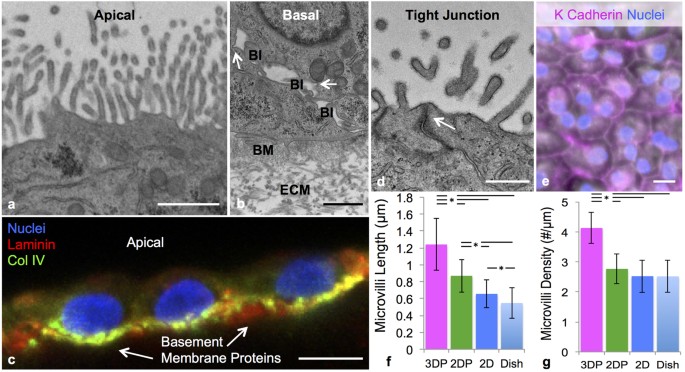 Apical
a
Basal
BI
BI
BI
BM
ECM
b
Tight Junction
d
K Cadherin Nuclei
e
Nuclei
Laminin
Col IV
Apical
Basement
Membrane Proteins
c
Microvilli Length (μm)
1.8
1.6
1.4
1.2
1
0.8
0.6
0.4
0.2
0
*
*
*
3DP 2DP 2D Dish
f
Microvilli Density (#/μm)
5
4
3
2
1
0
*
3DP 2DP 2D Dish
g